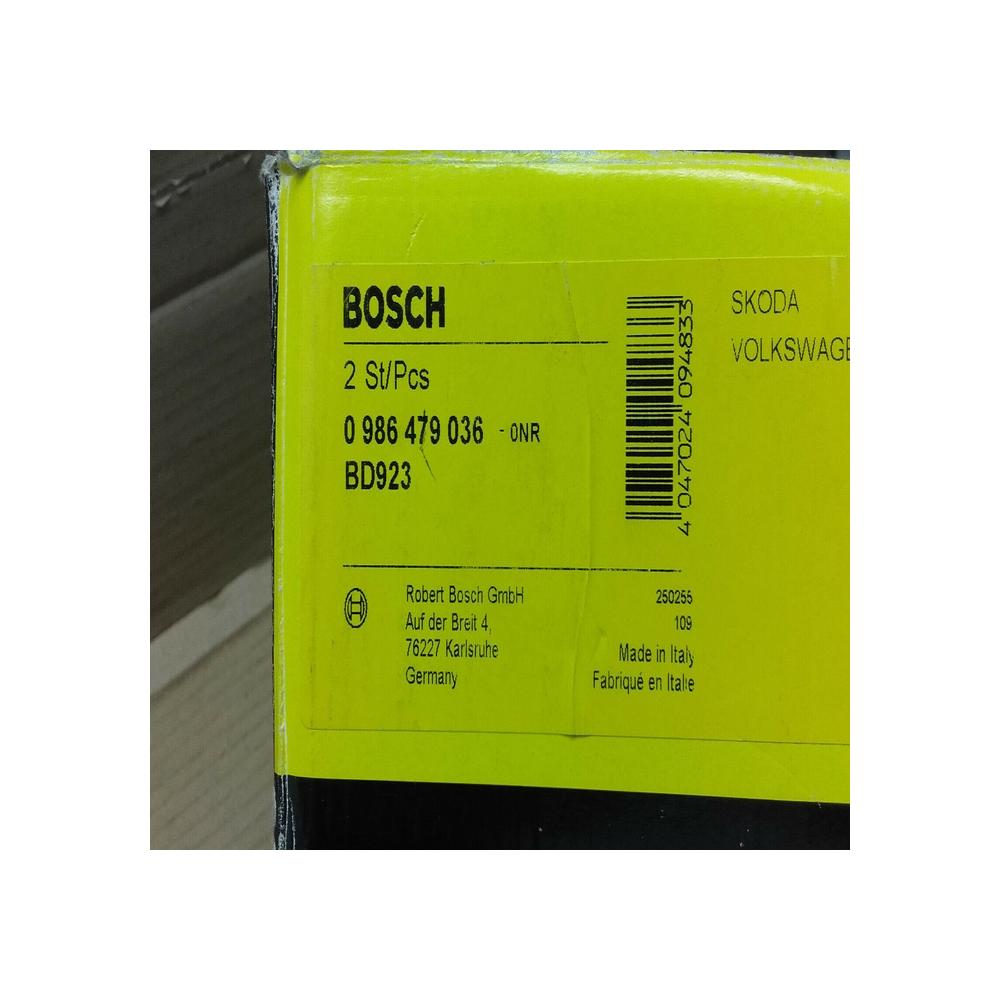 BOSCH
2 St/Pcs
0 986 479 036 - 0NR
BD923
4 047024 094833
SKODA
VOLKSWAGE
Robert Bosch GmbH
Auf der Breit 4,
76227 Karlsruhe
Germany
250255
109
Made in Italy
Fabriqué en Italie